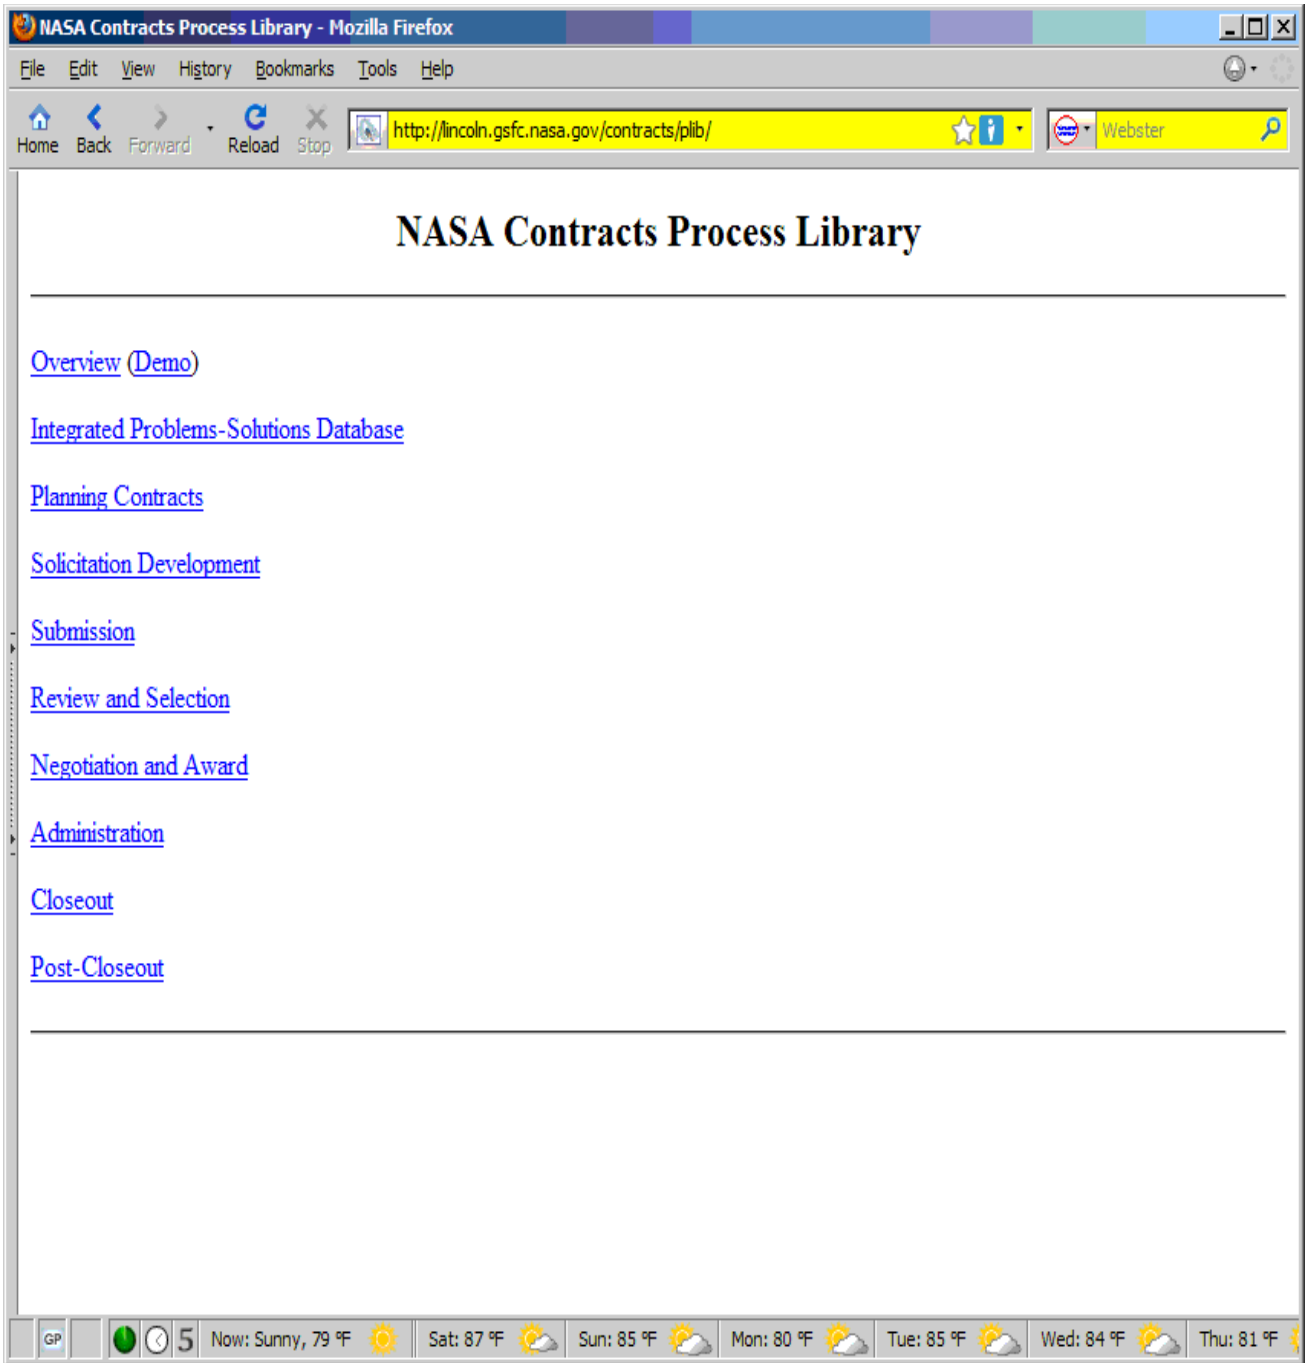 NASA Contracts Process Library - Mozilla Firefox
File Edit View History Bookmarks Tools Help
Home Back Forward Reload Stop http://lincoln.gsfc.nasa.gov/contracts/plib/ Webster
NASA Contracts Process Library
Overview (Demo)
Integrated Problems-Solutions Database
Planning Contracts
Solicitation Development
Submission
Review and Selection
Negotiation and Award
Administration
Closeout
Post-Closeout
GP 5 Now: Sunny, 79 °F Sat: 87 °F Sun: 85 °F Mon: 80 °F Tue: 85 °F Wed: 84 °F Thu: 81 °F